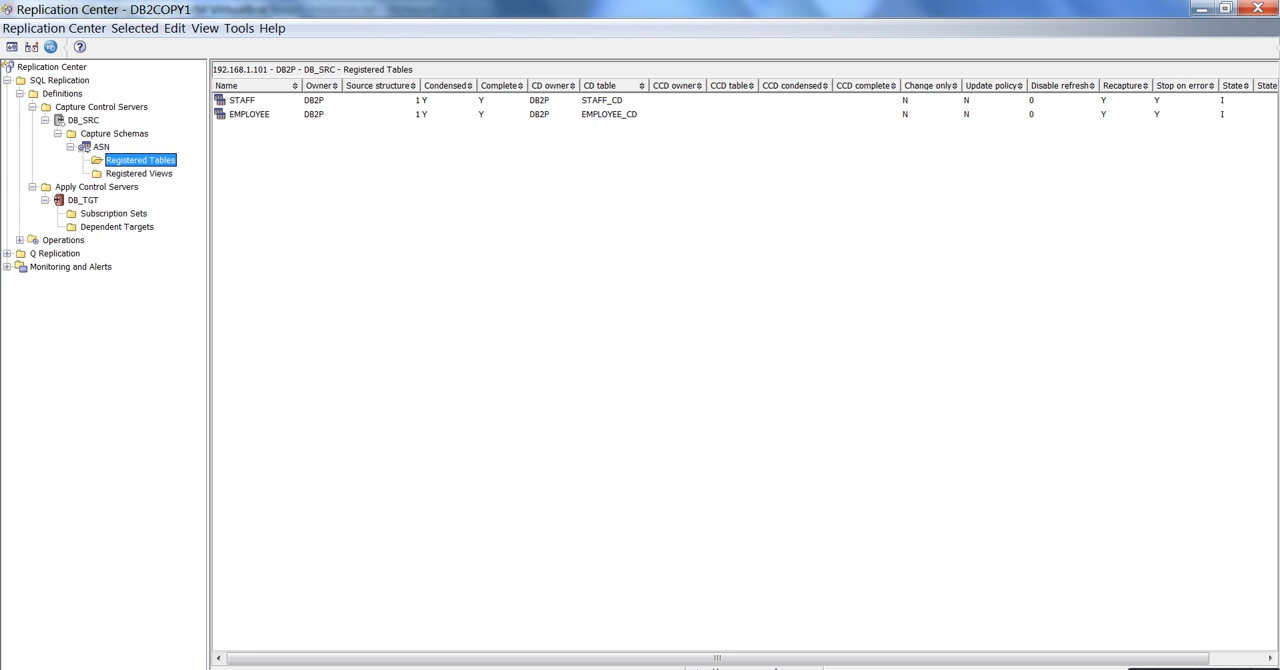 Replication Center - DB2COPY1
Replication Center Selected Edit View Tools Help
Replication Center
SQL Replication
Definitions
Capture Control Servers
DB_SRC
Capture Schemas
ASN
Registered Tables
Registered Views
Apply Control Servers
DB_TGT
Subscription Sets
Dependent Targets
Operations
Q Replication
Monitoring and Alerts
192.168.1.101 - DB2P - DB_SRC - Registered Tables
Name Owner Source structure Condensed Complete CD owner CD table CCD owner CCD table CCD condensed CCD complete Change only Update policy Disable refresh Recapture Stop on error State State
STAFF DB2P 1 Y Y DB2P STAFF_CD N N 0 Y Y I
EMPLOYEE DB2P 1 Y Y DB2P EMPLOYEE_CD N N 0 Y Y I